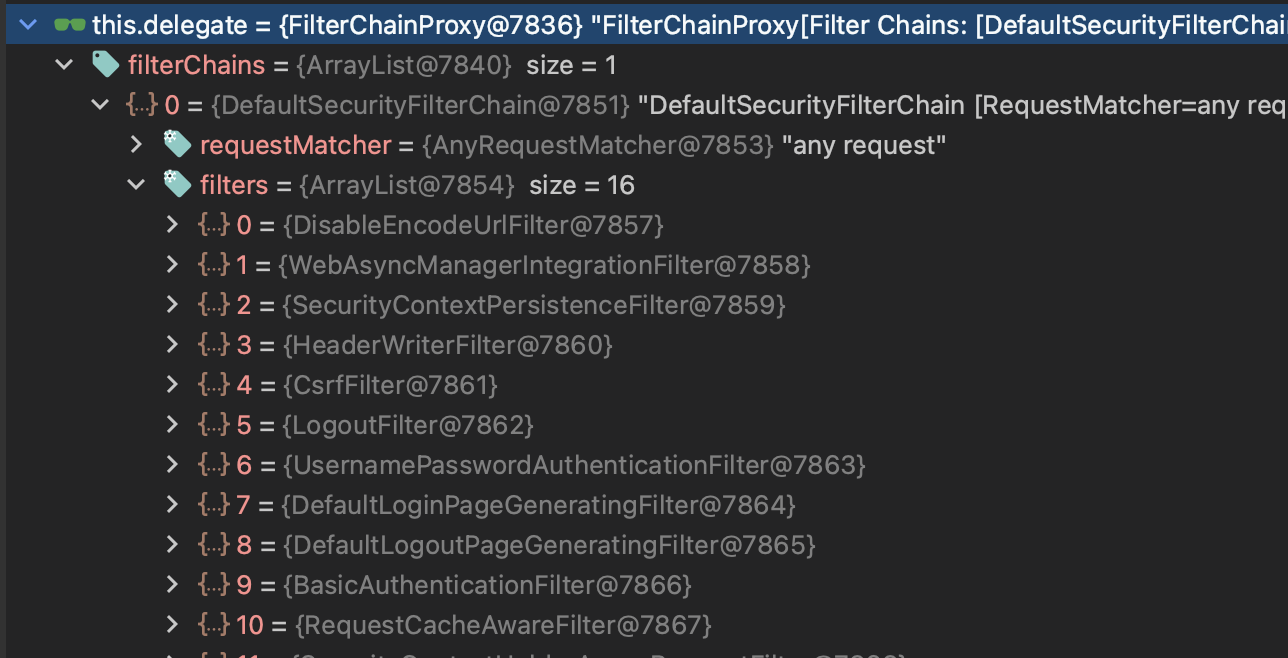 this.delegate = {FilterChainProxy@7836} "FilterChainProxy[Filter Chains: [DefaultSecurityFilterChai
filterChains = {ArrayList@7840} size = 1
{...} 0 = {DefaultSecurityFilterChain@7851} "DefaultSecurityFilterChain [RequestMatcher=any req
requestMatcher = {AnyRequestMatcher@7853} "any request"
filters = {ArrayList@7854} size = 16
{...} 0 = {DisableEncodeUrlFilter@7857}
{...} 1 = {WebAsyncManagerIntegrationFilter@7858}
{...} 2 = {SecurityContextPersistenceFilter@7859}
{...} 3 = {HeaderWriterFilter@7860}
{...} 4 = {CsrfFilter@7861}
{...} 5 = {LogoutFilter@7862}
{...} 6 = {UsernamePasswordAuthenticationFilter@7863}
{...} 7 = {DefaultLoginPageGeneratingFilter@7864}
{...} 8 = {DefaultLogoutPageGeneratingFilter@7865}
{...} 9 = {BasicAuthenticationFilter@7866}
{...} 10 = {RequestCacheAwareFilter@7867}